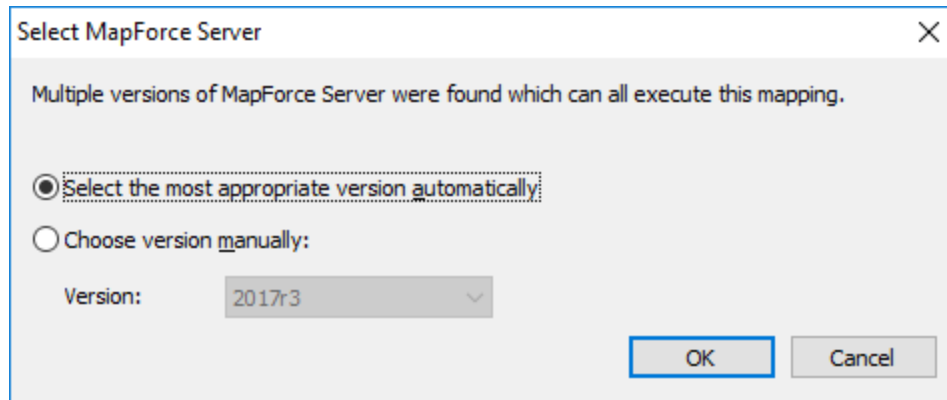 Select MapForce Server
Multiple versions of MapForce Server were found which can all execute this mapping.
Select the most appropriate version automatically
Choose version manually:
Version: 2017r3
OK Cancel